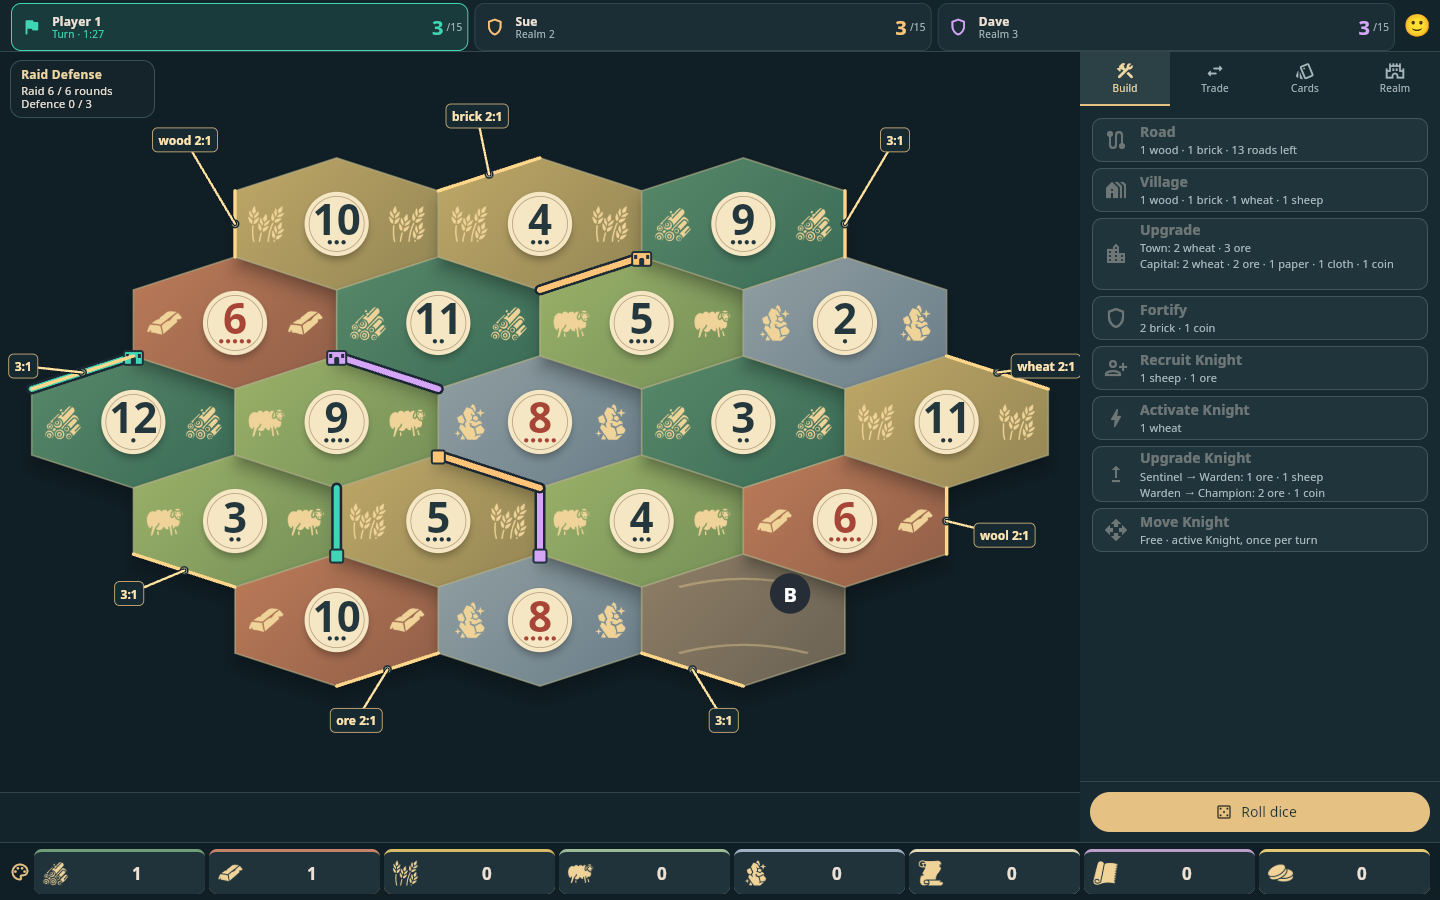 Player 1
Turn · 1:27
3 /15
Sue
Realm 2
3 /15
Dave
Realm 3
3 /15
Raid Defense
Raid 6 / 6 rounds
Defence 0 / 3
Build
Trade
Cards
Realm
Road
1 wood · 1 brick · 13 roads left
Village
1 wood · 1 brick · 1 wheat · 1 sheep
Upgrade
Town: 2 wheat · 3 ore
Capital: 2 wheat · 2 ore · 1 paper · 1 cloth · 1 coin
Fortify
2 brick · 1 coin
Recruit Knight
1 sheep · 1 ore
Activate Knight
1 wheat
Upgrade Knight
Sentinel → Warden: 1 ore · 1 sheep
Warden → Champion: 2 ore · 1 coin
Move Knight
Free · active Knight, once per turn
Roll dice
brick 2:1
wood 2:1
3:1
10
4
9
6
11
5
2
3:1
wheat 2:1
12
9
8
3
11
3
5
4
6
wool 2:1
3:1
10
8
B
ore 2:1
3:1
1
1
0
0
0
0
0
0